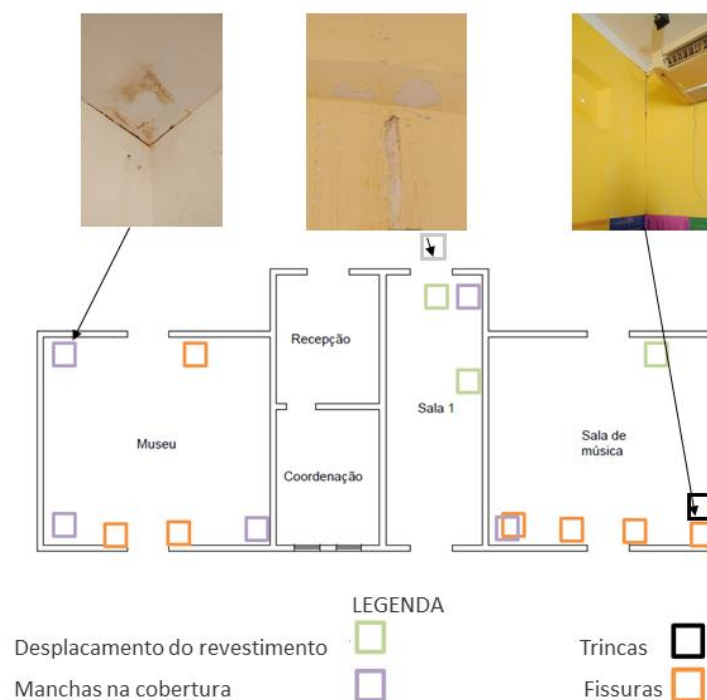 Recepção
Sala 1
Museu
Sala de
música
Coordenação
LEGENDA
Desplacamento do revestimento
Trincas
Manchas na cobertura
Fissuras